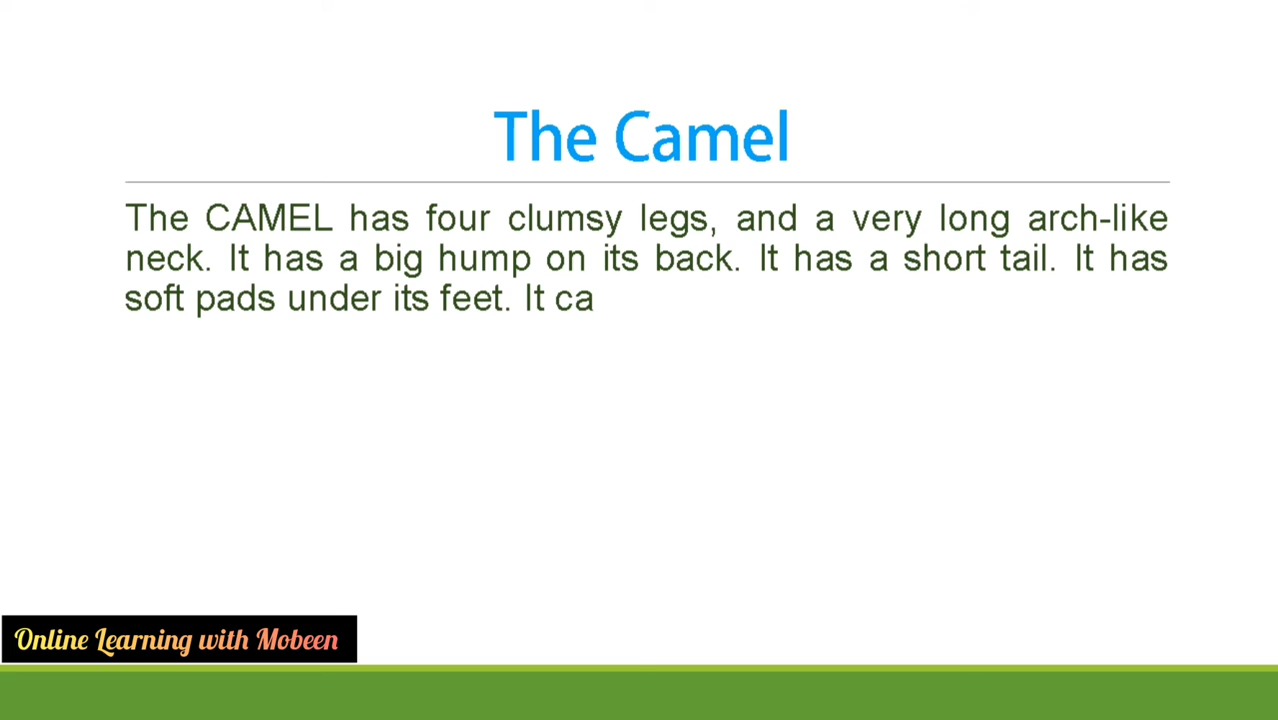 The Camel
The CAMEL has four clumsy legs, and a very long arch-like
neck. It has a big hump on its back. It has a short tail. It has
soft pads under its feet. It ca
Online Learning with Mobeen